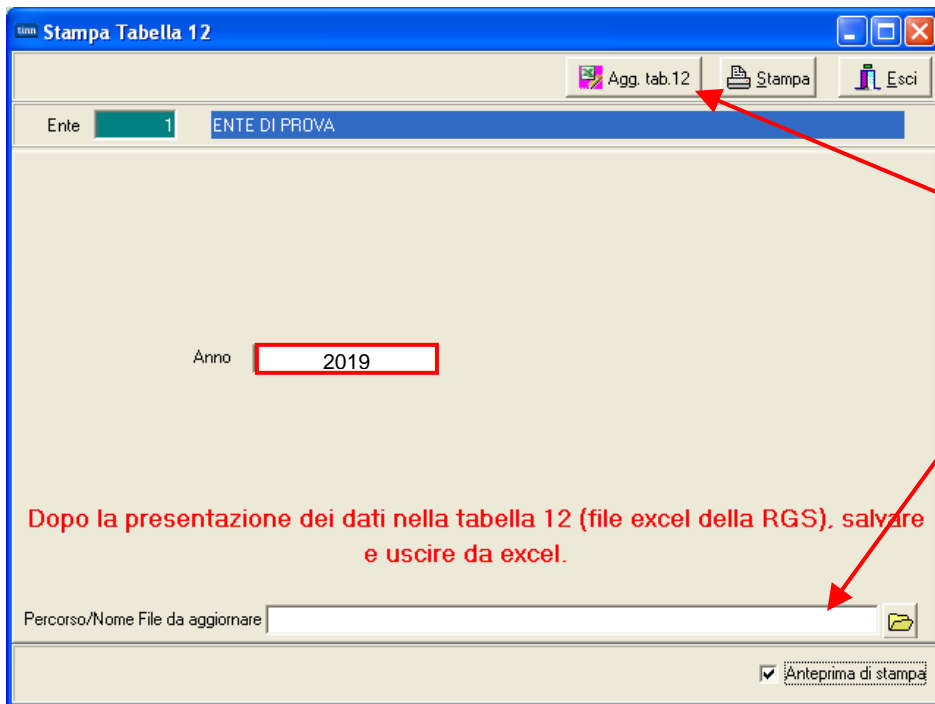 tinn Stampa Tabella 12
Agg. tab.12 Stampa Esci
Ente 1 ENTE DI PROVA
Anno 2019
Dopo la presentazione dei dati nella tabella 12 (file excel della RGS), salvare
e uscire da excel.
Percorso/Nome File da aggiornare
Anteprima di stampa